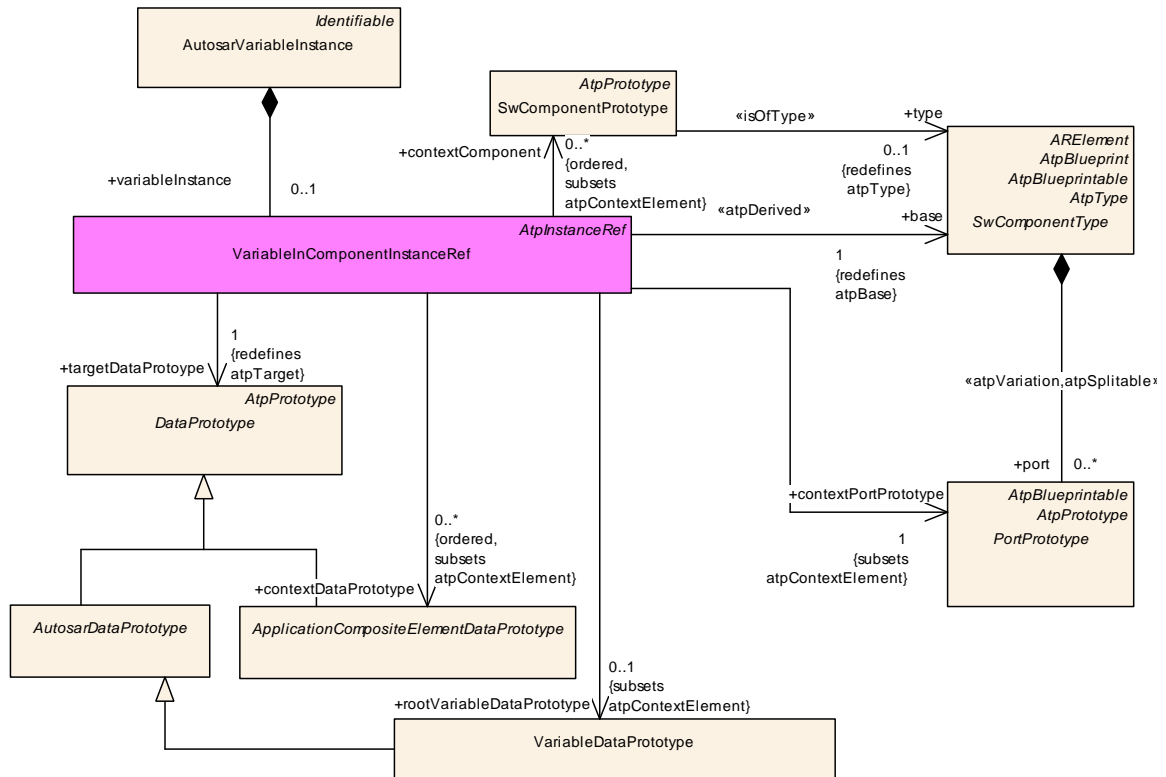 Identifiable
AutosarVariableInstance
AtpPrototype
SwComponentPrototype
«isOfType»
+type
0..1
{redefines
atpType}
ARElement
AtpBlueprint
AtpBlueprintable
AtpType
SwComponentType
+contextComponent
0..*
{ordered,
subsets
atpContextElement}
+variableInstance
0..1
«atpDerived»
+base
1
{redefines
atpBase}
AtpInstanceRef
VariableInComponentInstanceRef
+targetDataProtoype
1
{redefines
atpTarget}
AtpPrototype
DataPrototype
«atpVariation,atpSplitable»
+port
0..*
+contextPortPrototype
1
{subsets
atpContextElement}
AtpBlueprintable
AtpPrototype
PortPrototype
0..*
{ordered,
subsets
atpContextElement}
+contextDataPrototype
AutosarDataPrototype
ApplicationCompositeElementDataPrototype
0..1
{subsets
atpContextElement}
+rootVariableDataPrototype
VariableDataPrototype